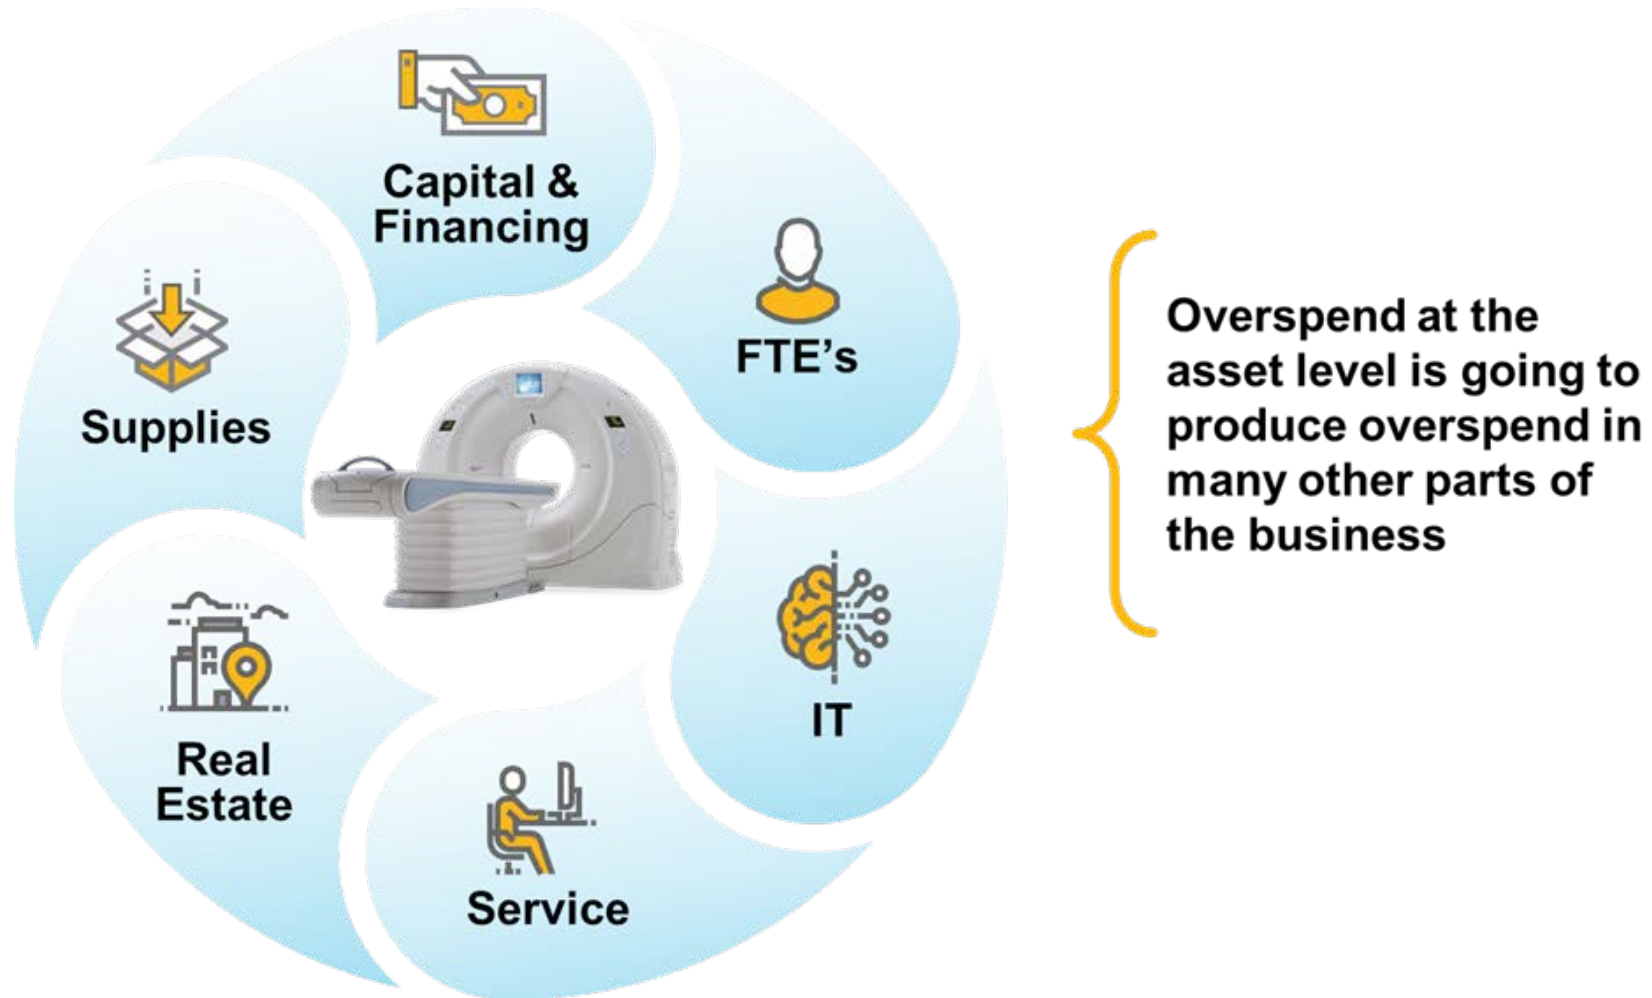 Capital &
Financing
FTE's
IT
Service
Real
Estate
Supplies
Overspend at the
asset level is going to
produce overspend in
many other parts of
the business